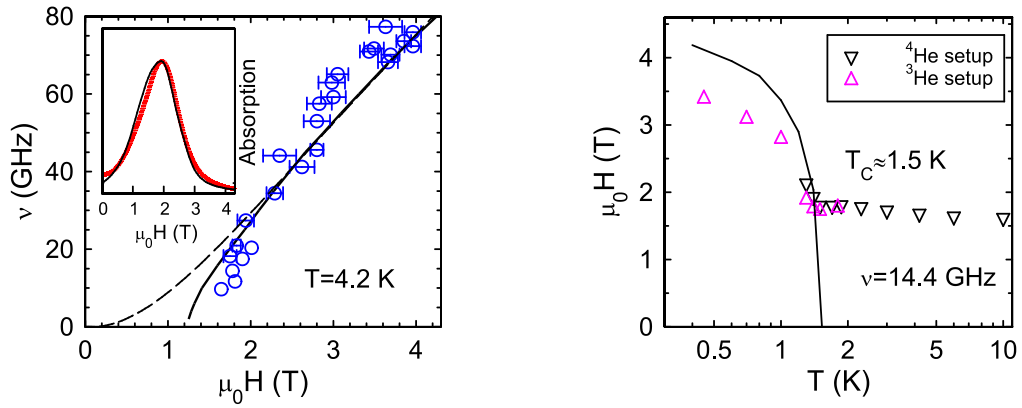 80
60
40
20
0
ν (GHz)
0 1 2 3 4
μ0H (T)
Absorption
0 1 2 3 4
μ0H (T)
T=4.2 K
4
3
2
1
0
μ0H (T)
4He setup
3He setup
TC≈1.5 K
ν=14.4 GHz
0.5 1 2 5 10
T (K)